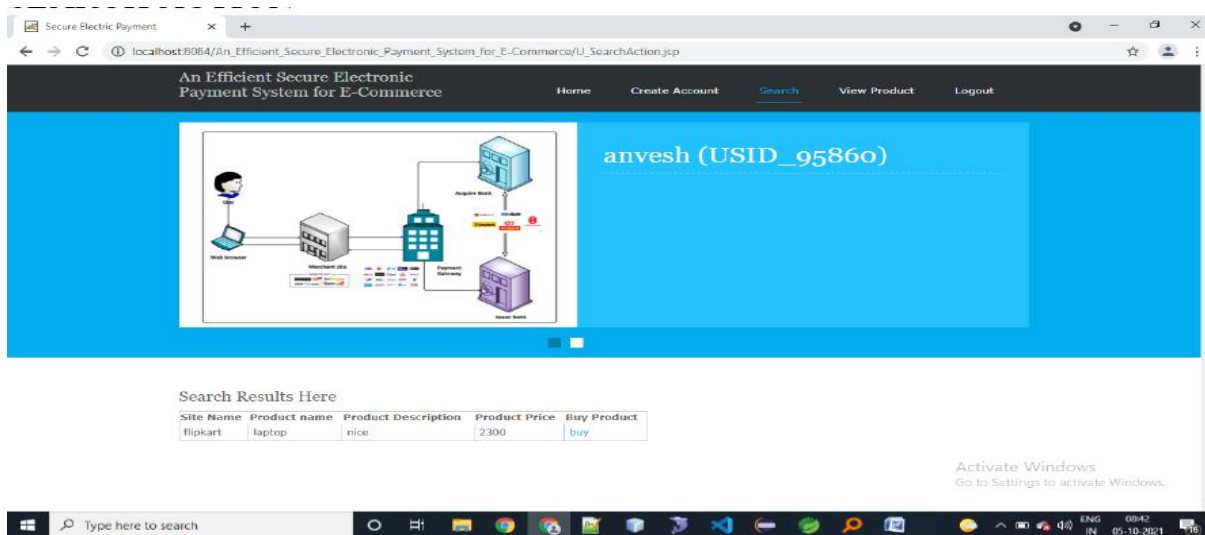 Secure Electric Payment
localhost:8084/An_Efficient_Secure_Electronic_Payment_System_for_E-Commerce/U_SearchAction.jsp
An Efficient Secure Electronic
Payment System for E-Commerce
Home Create Account Search View Product Logout
anvesh (USID_95860)
Acquire Bank
User
Web browser
Merchant site
Payment
Gateway
Issuer Bank
Search Results Here
Site Name Product name Product Description Product Price Buy Product
flipkart laptop nice 2300 buy
Activate Windows
Go to Settings to activate Windows.
Type here to search
ENG 08:42
IN 05-10-2021
16